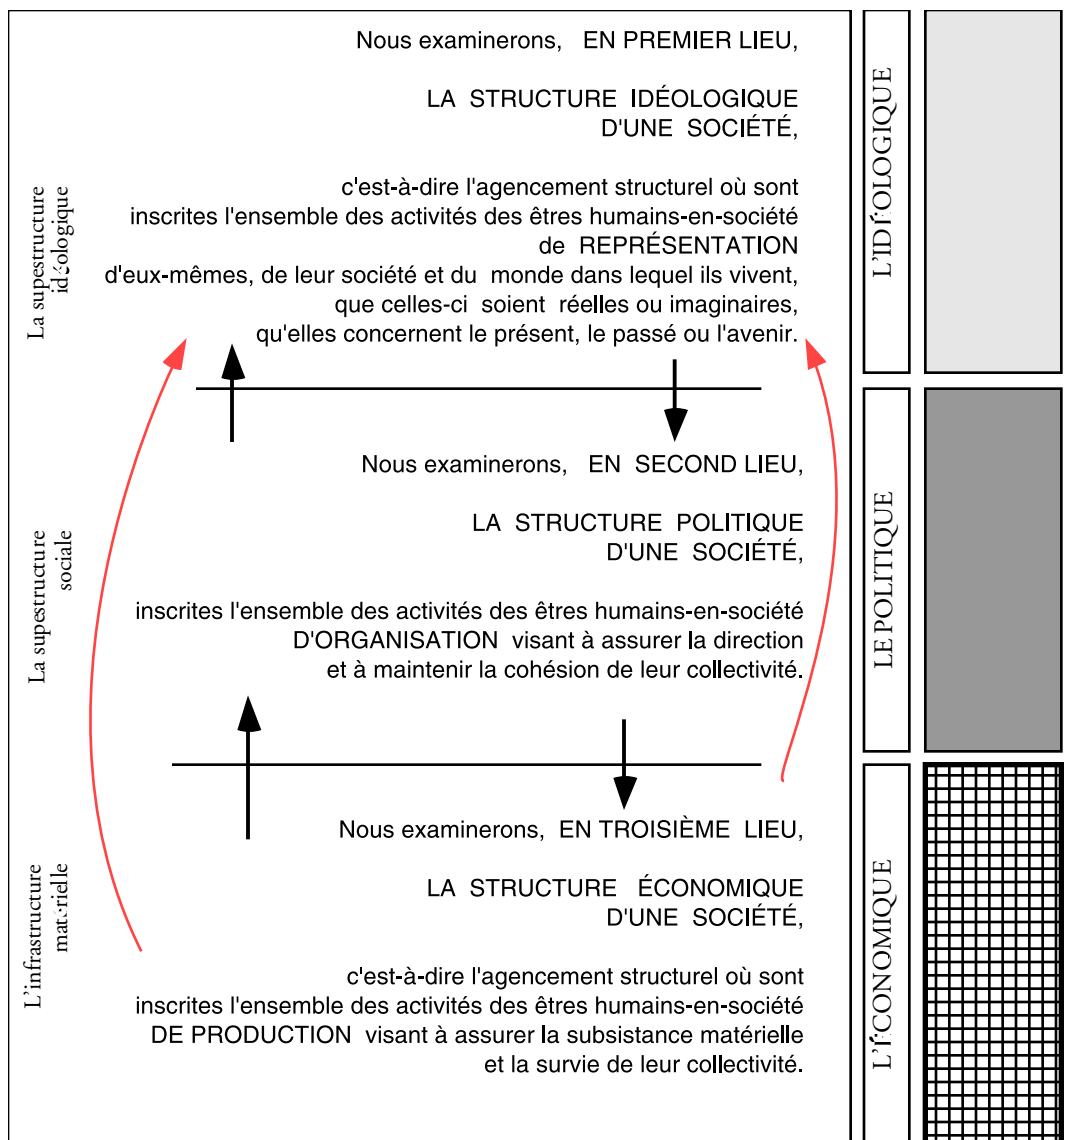 Nous examinerons, EN PREMIER LIEU,
LA STRUCTURE IDÉOLOGIQUE
D'UNE SOCIÉTÉ,
c'est-à-dire l'agencement structurel où sont
inscrites l'ensemble des activités des êtres humains-en-société
de REPRÉSENTATION
d'eux-mêmes, de leur société et du monde dans lequel ils vivent,
que celles-ci soient réelles ou imaginaires,
qu'elles concernent le présent, le passé ou l'avenir.
La supestructure
idéologique
L'IDÉOLOGIQUE
Nous examinerons, EN SECOND LIEU,
LA STRUCTURE POLITIQUE
D'UNE SOCIÉTÉ,
inscrites l'ensemble des activités des êtres humains-en-société
D'ORGANISATION visant à assurer la direction
et à maintenir la cohésion de leur collectivité.
La supestructure
sociale
LE POLITIQUE
Nous examinerons, EN TROISIÈME LIEU,
LA STRUCTURE ÉCONOMIQUE
D'UNE SOCIÉTÉ,
c'est-à-dire l'agencement structurel où sont
inscrites l'ensemble des activités des êtres humains-en-société
DE PRODUCTION visant à assurer la subsistance matérielle
et la survie de leur collectivité.
L'infrastructure
matérielle
L'ÉCONOMIQUE